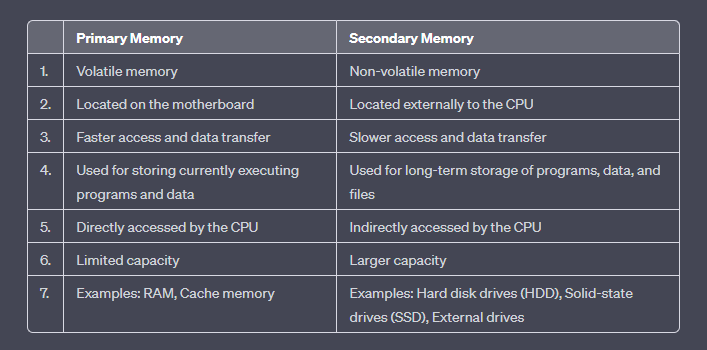 Primary Memory Secondary Memory
1. Volatile memory Non-volatile memory
2. Located on the motherboard Located externally to the CPU
3. Faster access and data transfer Slower access and data transfer
4. Used for storing currently executing Used for long-term storage of programs, data, and
programs and data files
5. Directly accessed by the CPU Indirectly accessed by the CPU
6. Limited capacity Larger capacity
7. Examples: RAM, Cache memory Examples: Hard disk drives (HDD), Solid-state
drives (SSD), External drives